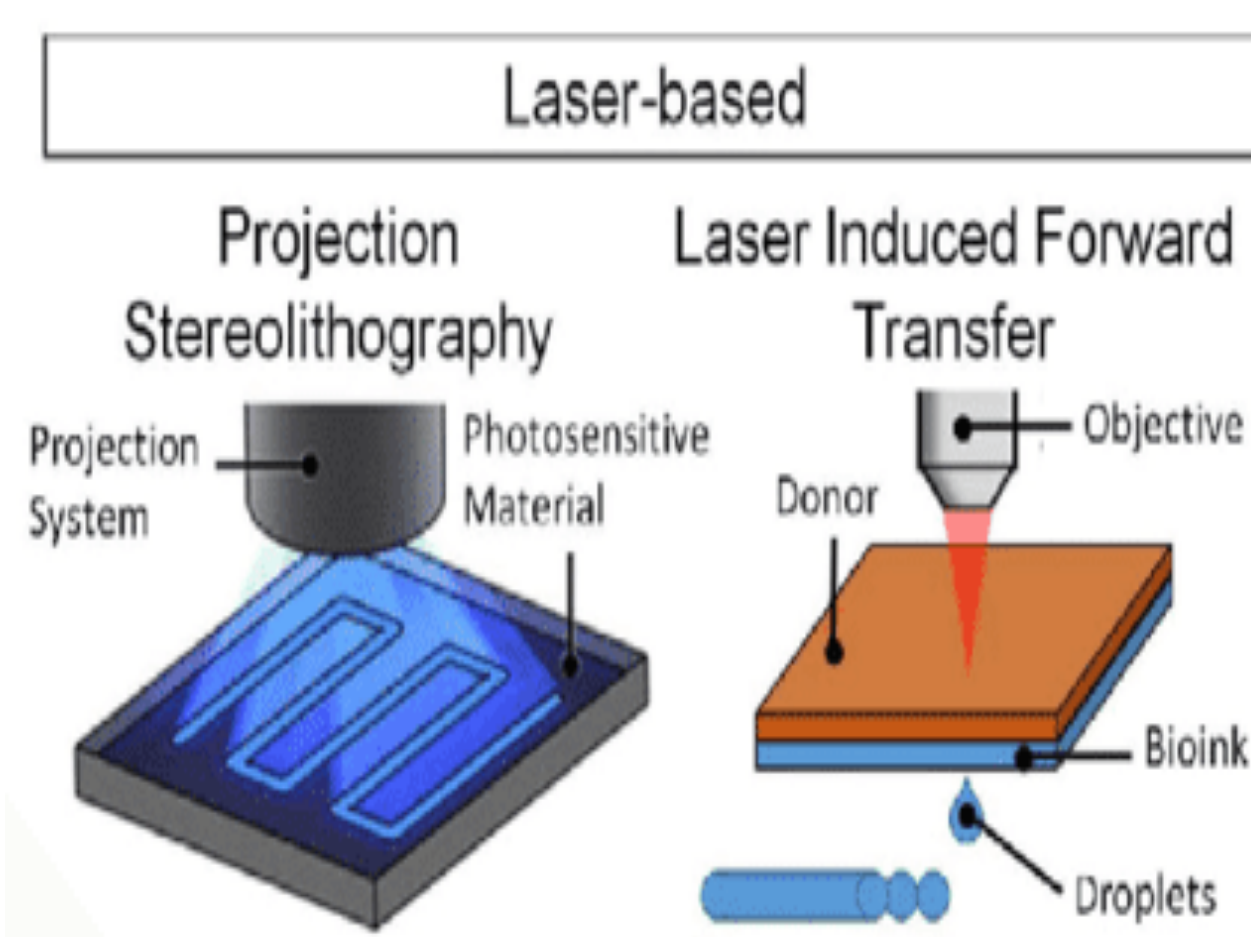 Laser-based
Projection
Stereolithography
Laser Induced Forward
Transfer
Projection
System
Photosensitive
Material
Objective
Donor
Bioink
Droplets